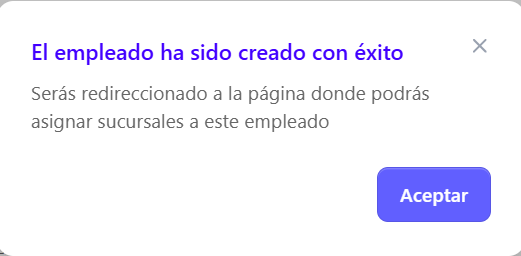 El empleado ha sido creado con éxito
Serás redireccionado a la página donde podrás
asignar sucursales a este empleado
Aceptar